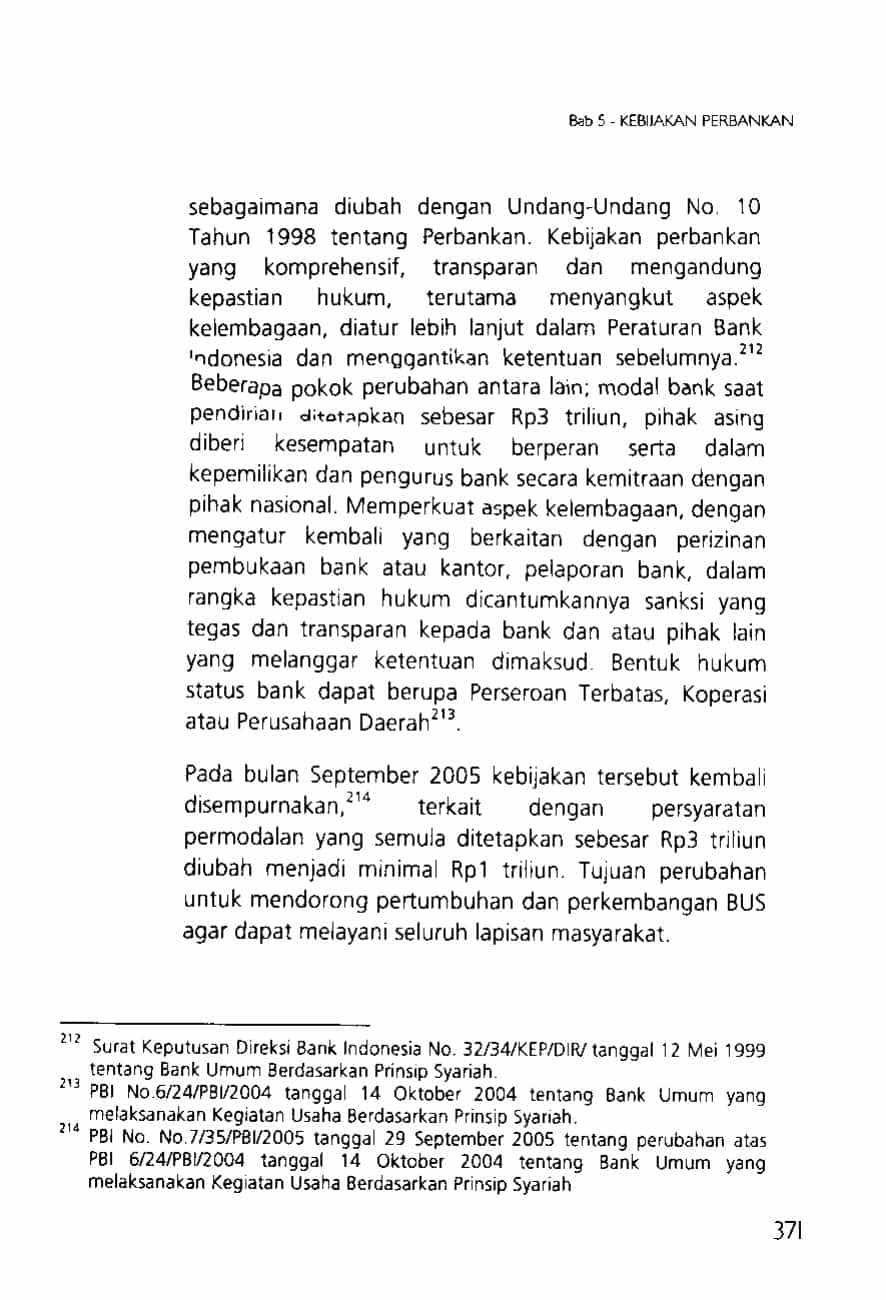 Bab 5 - KEBIJAKAN PERBANKAN
sebagaimana diubah dengan Undang-Undang No. 10
Tahun 1998 tentang Perbankan. Kebijakan perbankan
yang komprehensif, transparan dan mengandung
kepastian hukum, terutama menyangkut aspek
kelembagaan, diatur lebih lanjut dalam Peraturan Bank
Indonesia dan menggantikan ketentuan sebelumnya.²¹²
Beberapa pokok perubahan antara lain; modal bank saat
pendirian ditetapkan sebesar Rp3 triliun, pihak asing
diberi kesempatan untuk berperan serta dalam
kepemilikan dan pengurus bank secara kemitraan dengan
pihak nasional. Memperkuat aspek kelembagaan, dengan
mengatur kembali yang berkaitan dengan perizinan
pembukaan bank atau kantor, pelaporan bank, dalam
rangka kepastian hukum dicantumkannya sanksi yang
tegas dan transparan kepada bank dan atau pihak lain
yang melanggar ketentuan dimaksud. Bentuk hukum
status bank dapat berupa Perseroan Terbatas, Koperasi
atau Perusahaan Daerah²¹³.
Pada bulan September 2005 kebijakan tersebut kembali
disempurnakan,²¹⁴ terkait dengan persyaratan
permodalan yang semula ditetapkan sebesar Rp3 triliun
diubah menjadi minimal Rp1 triliun. Tujuan perubahan
untuk mendorong pertumbuhan dan perkembangan BUS
agar dapat melayani seluruh lapisan masyarakat.
²¹² Surat Keputusan Direksi Bank Indonesia No. 32/34/KEP/DIR/ tanggal 12 Mei 1999
tentang Bank Umum Berdasarkan Prinsip Syariah.
²¹³ PBI No.6/24/PBI/2004 tanggal 14 Oktober 2004 tentang Bank Umum yang
melaksanakan Kegiatan Usaha Berdasarkan Prinsip Syariah.
²¹⁴ PBI No. No.7/35/PBI/2005 tanggal 29 September 2005 tentang perubahan atas
PBI 6/24/PBI/2004 tanggal 14 Oktober 2004 tentang Bank Umum yang
melaksanakan Kegiatan Usaha Berdasarkan Prinsip Syariah
371